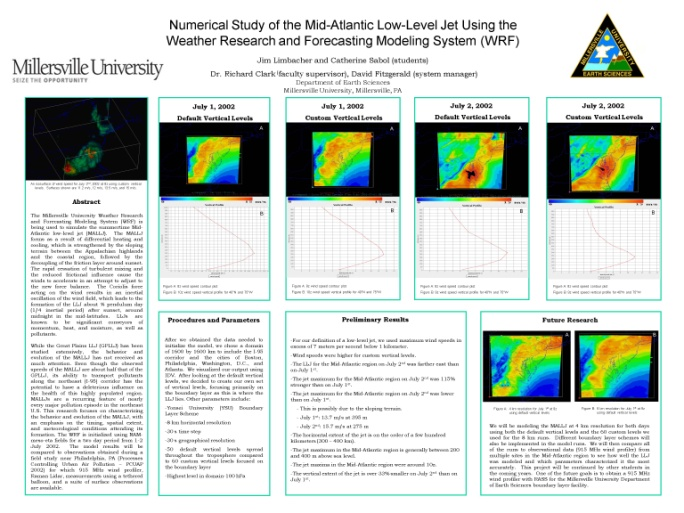 Numerical Study of the Mid-Atlantic Low-Level Jet Using the
Weather Research and Forecasting Modeling System (WRF)
Jim Limbacher and Catherine Sabol (students)
Dr. Richard Clark (faculty supervisor), David Fitzgerald (system manager)
Department of Earth Sciences
Millersville University, Millersville, PA
Millersville University
SEIZE THE OPPORTUNITY
MILLERSVILLE UNIVERSITY
EARTH SCIENCES
Abstract
The Millersville University Weather Research
and Forecasting Modeling System (WRF) is
being used to simulate the summertime Mid-
Atlantic low-level jet (MALLJ). The MALLJ
forms as a result of differential heating and
cooling, which is strengthened by the sloping
terrain between the Appalachian highlands
and the coastal region, followed by the
decoupling of the friction layer around sunset.
The rapid cessation of turbulent mixing and
the reduced frictional influence cause the
winds to accelerate in an attempt to adjust to
the new force balance. The Coriolis force
acting on the wind results in an inertial
oscillation of the wind field, which leads to the
formation of the LLJ about ¼ pendulum day
(1/4 inertial period) after sunset, around
midnight in the mid-latitudes. LLJs are
known to be significant conveyors of
momentum, heat, and moisture, as well as
pollutants.
While the Great Plains LLJ (GPLLJ) has been
studied extensively, the behavior and
evolution of the MALLJ has not received as
much attention. Even though the observed
speeds of the MALLJ are about half that of the
GPLLJ, its ability to transport pollutants
along the northeast (I-95) corridor has the
potential to have a deleterious influence on
the health of this highly populated region.
MALLJs are a recurring feature of nearly
every major pollution episode in the northeast
U.S. This research focuses on characterizing
the behavior and evolution of the MALLJ, with
an emphasis on the timing, spatial extent,
and meteorological conditions attending its
formation. The WRF is initialized using NAM-
meso-eta fields for a two day period from 1-2
July 2002. The model results will be
compared to observations obtained during a
field study near Philadelphia, PA (Processes
Controlling Urban Air Pollution - PCUAP
2002) for which 915 MHz wind profiler,
Raman Lidar, measurements using a tethered
balloon, and a suite of surface observations
are available.
July 1, 2002
Default Vertical Levels
A
B
July 1, 2002
Custom Vertical Levels
A
B
July 2, 2002
Default Vertical Levels
A
B
July 2, 2002
Custom Vertical Levels
A
B
Procedures and Parameters
After we obtained the data needed to
initialize the model, we chose a domain
of 1600 by 1600 km to include the I-95
corridor and the cities of Boston,
Philadelphia, Washington, D.C., and
Atlanta. We visualized our output using
IDV. After looking at the default vertical
levels, we decided to create our own set
of vertical levels, focusing primarily on
the boundary layer as this is where the
LLJ lies. Other parameters include:
-Yonsei University (YSU) Boundary
Layer Scheme
-8 km horizontal resolution
-30 s time step
-30 s geographical resolution
-50 default vertical levels spread
throughout the troposphere compared
to 60 custom vertical levels focused on
the boundary layer
-Highest level in domain: 100 hPa
Preliminary Results
-For our definition of a low-level jet, we used maximum wind speeds in
excess of 7 meters per second below 1 kilometer.
-Wind speeds were higher for custom vertical levels.
-The LLJ for the Mid-Atlantic region on July 2nd was farther east than
on July 1st.
-The jet maximum for the Mid-Atlantic region on July 2nd was 115%
stronger than on July 1st.
-The jet maximum for the Mid-Atlantic region on July 2nd was lower
than on July 1st.
- This is possibly due to the sloping terrain.
- The horizontal extent of the jet is on the order of a few hundred
kilometers (300 - 400 km).
-The jet maximum in the Mid-Atlantic region is generally between 200
and 400 m above sea level.
-The jet maxima in the Mid-Atlantic region were around 10z.
-The vertical extent of the jet is over 33% smaller on July 2nd than on
July 1st.
Future Research
A
B
We will be modeling the MALLJ at 4 km resolution for both days
using both the default vertical levels and the 60 custom levels we
used for the 8 km runs. Different boundary layer schemes will
also be implemented in the model runs. We will then compare all
of the runs to observational data (915 MHz wind profiler) from
multiple sites in the Mid-Atlantic region to see how well the LLJ
was modeled and which parameters characterized it the most
accurately. This project will be continued by other students in
the coming years. One of the future goals is to obtain a 915 MHz
wind profiler with RASS for the Millersville University Department
of Earth Sciences boundary layer facility.